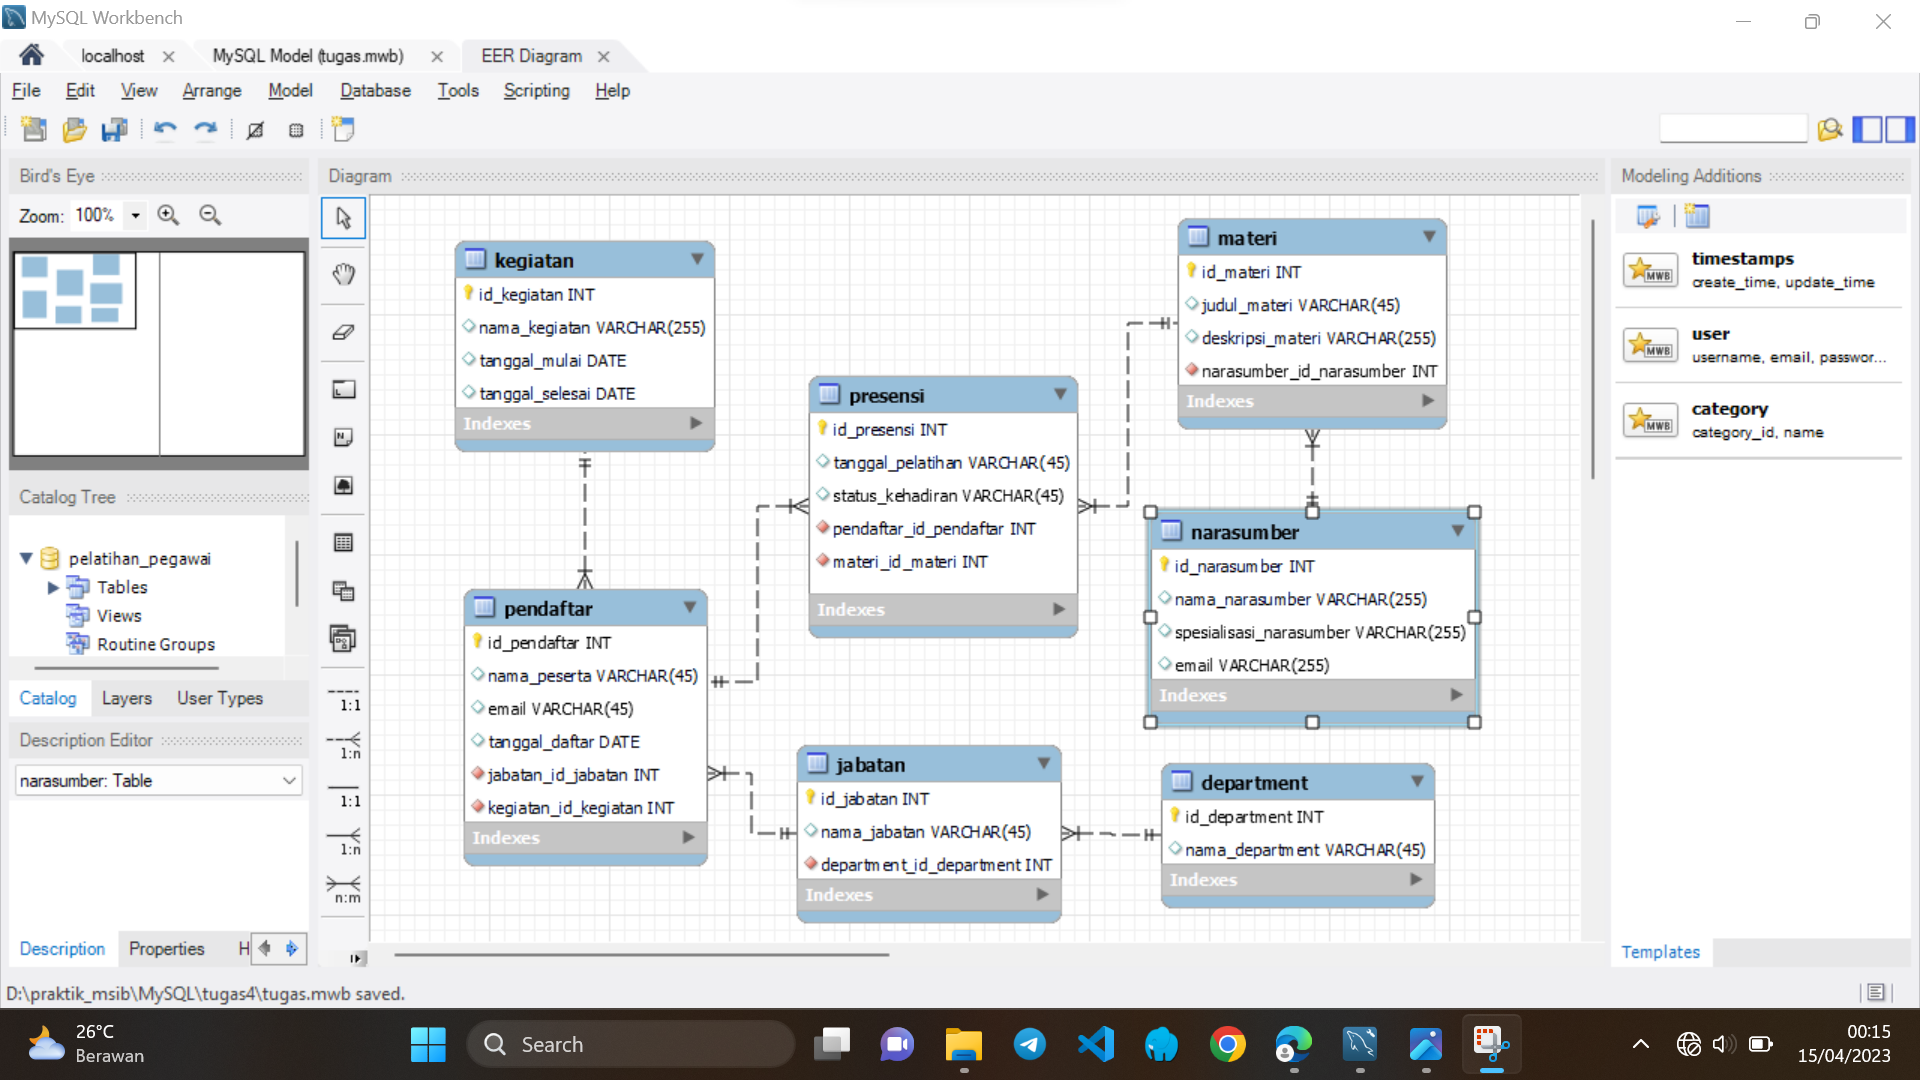 MySQL Workbench
localhost
MySQL Model (tugas.mwb)
EER Diagram
File Edit View Arrange Model Database Tools Scripting Help
Bird's Eye
Zoom: 100%
Catalog Tree
pelatihan_pegawai
Tables
Views
Routine Groups
Catalog Layers User Types
Description Editor
narasumber: Table
Description Properties H
Diagram
1:1
1:n
1:1
1:n
n:m
kegiatan
id_kegiatan INT
nama_kegiatan VARCHAR(255)
tanggal_mulai DATE
tanggal_selesai DATE
Indexes
pendaftar
id_pendaftar INT
nama_peserta VARCHAR(45)
email VARCHAR(45)
tanggal_daftar DATE
jabatan_id_jabatan INT
kegiatan_id_kegiatan INT
Indexes
presensi
id_presensi INT
tanggal_pelatihan VARCHAR(45)
status_kehadiran VARCHAR(45)
pendaftar_id_pendaftar INT
materi_id_materi INT
Indexes
jabatan
id_jabatan INT
nama_jabatan VARCHAR(45)
department_id_department INT
Indexes
materi
id_materi INT
judul_materi VARCHAR(45)
deskripsi_materi VARCHAR(255)
narasumber_id_narasumber INT
Indexes
narasumber
id_narasumber INT
nama_narasumber VARCHAR(255)
spesialisasi_narasumber VARCHAR(255)
email VARCHAR(255)
Indexes
department
id_department INT
nama_department VARCHAR(45)
Indexes
Modeling Additions
MWB
timestamps
create_time, update_time
MWB
user
username, email, passwor...
MWB
category
category_id, name
Templates
D:\praktik_msib\MySQL\tugas4\tugas.mwb saved.
26°C
Berawan
Search
00:15
15/04/2023